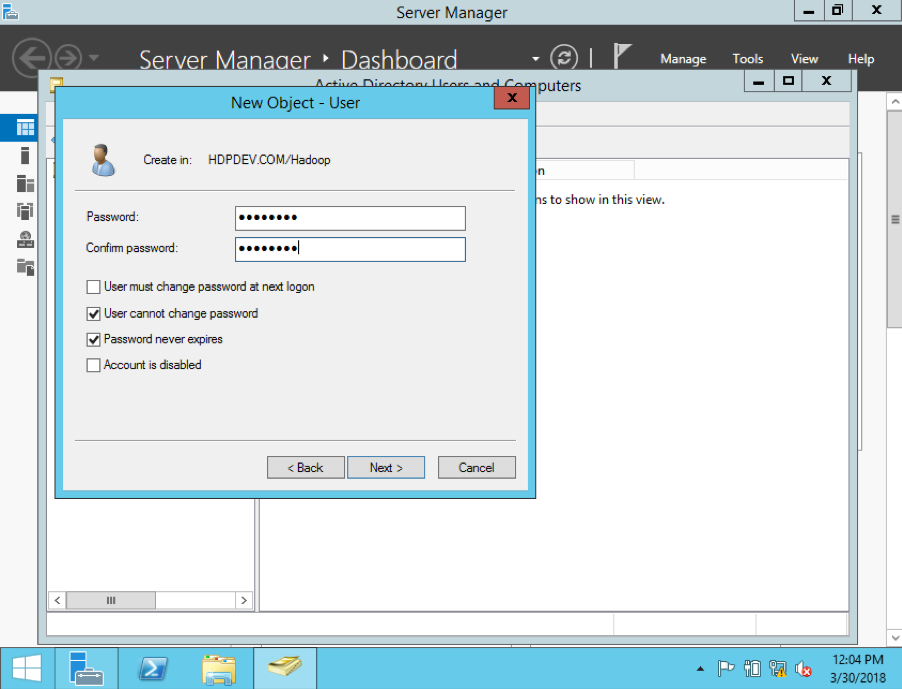 Server Manager
Server Manager
Dashboard
Manage
Tools
View
Help
Active Directory Users and Computers
New Object - User
Create in: HDPDEV.COM/Hadoop
ns to show in this view.
Password:
Confirm password:
User must change password at next logon
User cannot change password
Password never expires
Account is disabled
< Back
Next >
Cancel
12:04 PM
3/30/2018